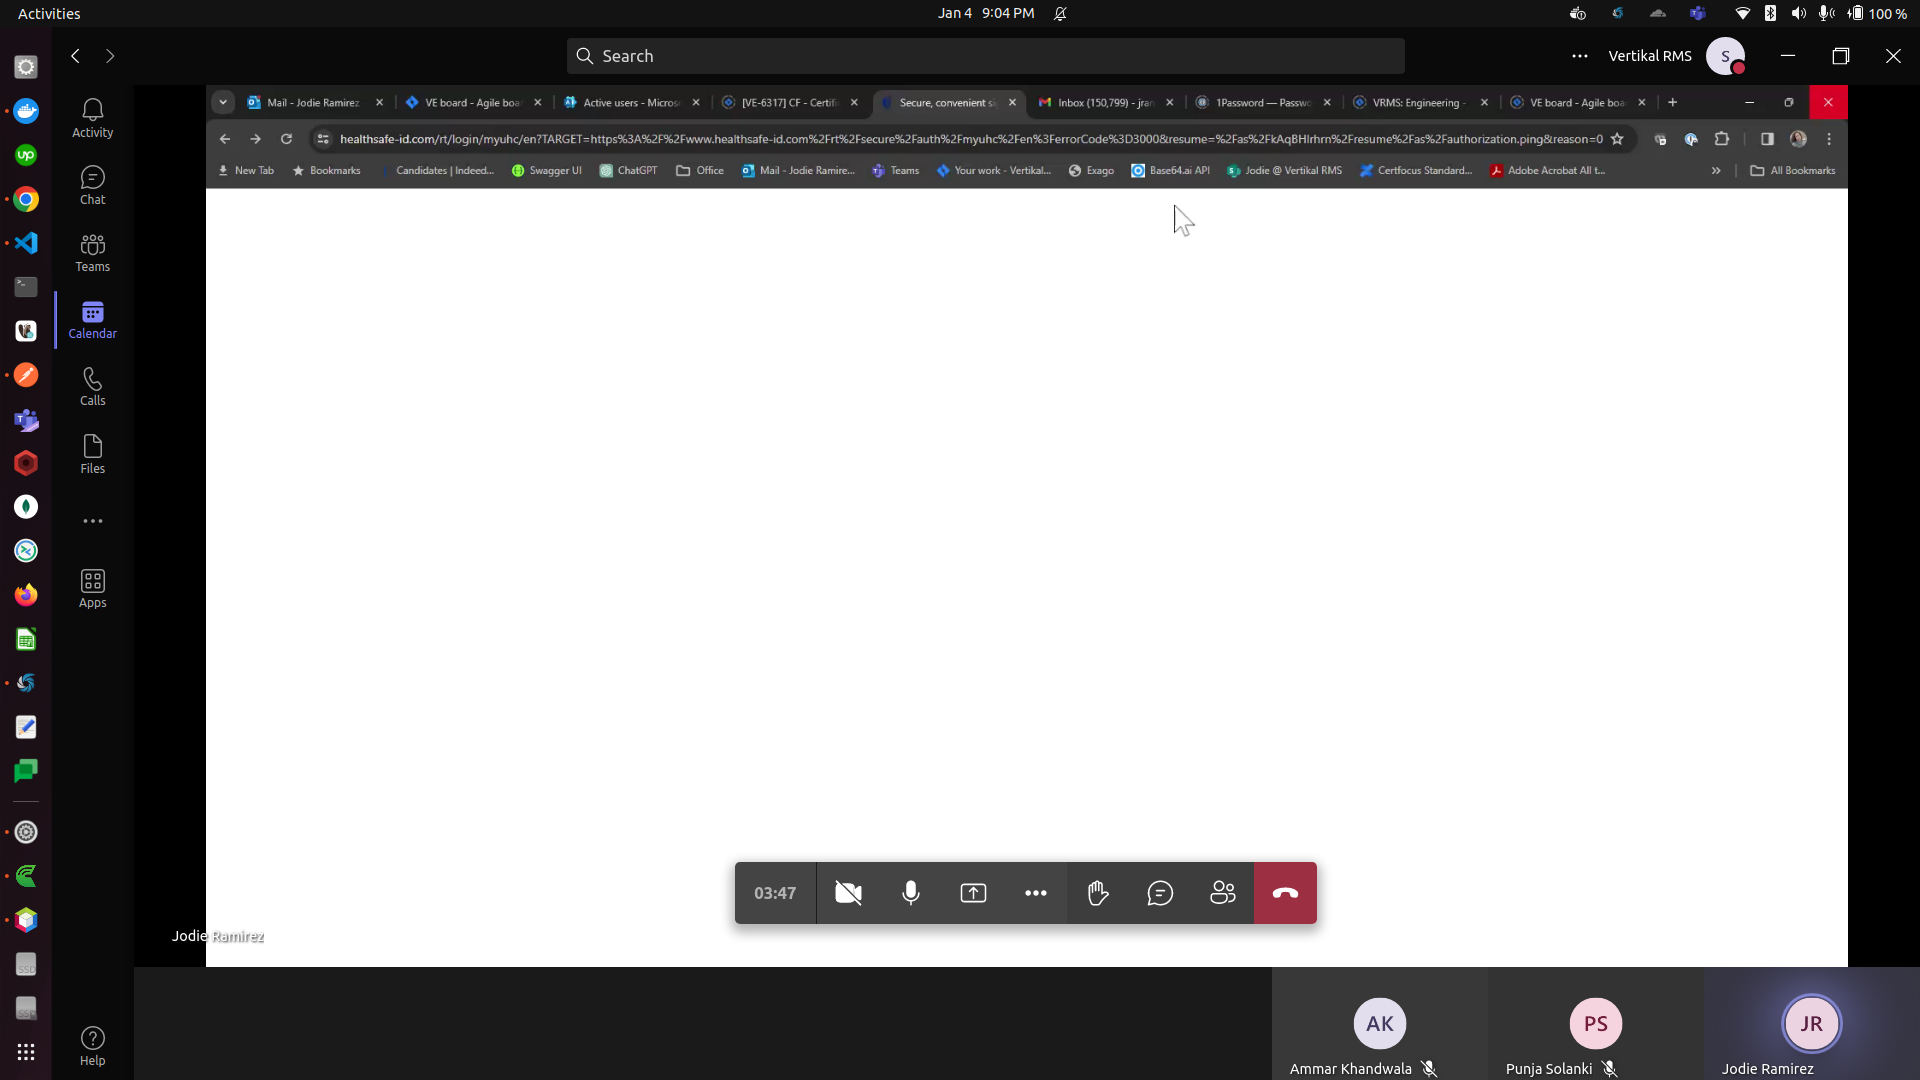 Activities
Jan 4 9:04 PM
100 %
Search
Vertikal RMS
S
Activity
Chat
Teams
Calendar
Calls
Files
Apps
Help
Mail - Jodie Ramirez
VE board - Agile boa
Active users - Micros
[VE-6317] CF - Certifi
Secure, convenient si
Inbox (150,799) - jran
1Password — Passwo
VRMS: Engineering -
VE board - Agile boa
healthsafe-id.com/rt/login/myuhc/en?TARGET=https%3A%2F%2Fwww.healthsafe-id.com%2Frt%2Fsecure%2Fauth%2Fmyuhc%2Fen%3FerrorCode%3D3000&resume=%2Fas%2FkAqBHIrhrn%2Fresume%2Fas%2Fauthorization.ping&reason=0
New Tab
Bookmarks
Candidates | Indeed...
Swagger UI
ChatGPT
Office
Mail - Jodie Ramire...
Teams
Your work - Vertikal...
Exago
Base64.ai API
Jodie @ Vertikal RMS
Certfocus Standard...
Adobe Acrobat All t...
»
All Bookmarks
03:47
Jodie Ramirez
AK
Ammar Khandwala
PS
Punja Solanki
JR
Jodie Ramirez